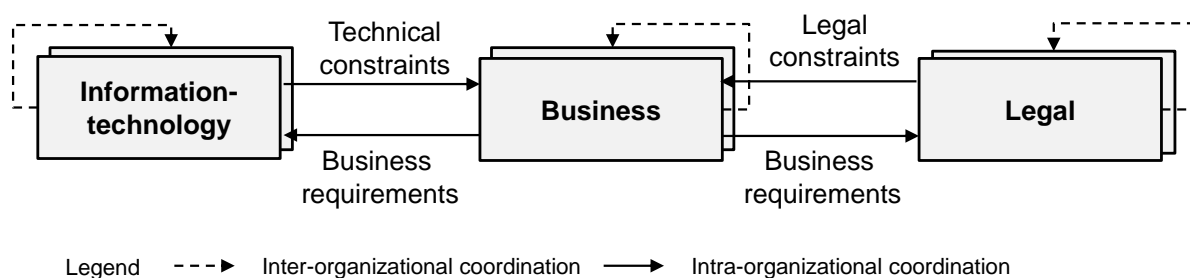 Technical
constraints
Legal
constraints
Information-
technology
Business
Legal
Business
requirements
Business
requirements
Legend
Inter-organizational coordination
Intra-organizational coordination